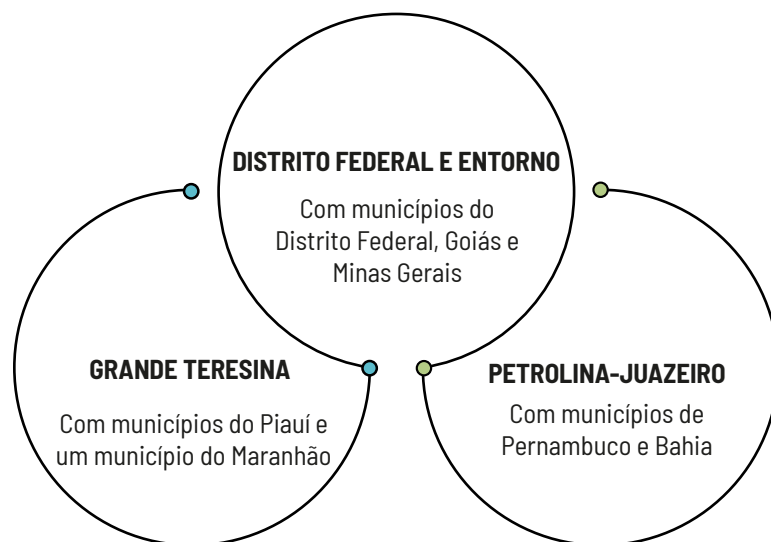 DISTRITO FEDERAL E ENTORNO
Com municípios do
Distrito Federal, Goiás e
Minas Gerais
GRANDE TERESINA
Com municípios do Piauí e
um município do Maranhão
PETROLINA-JUAZEIRO
Com municípios de
Pernambuco e Bahia